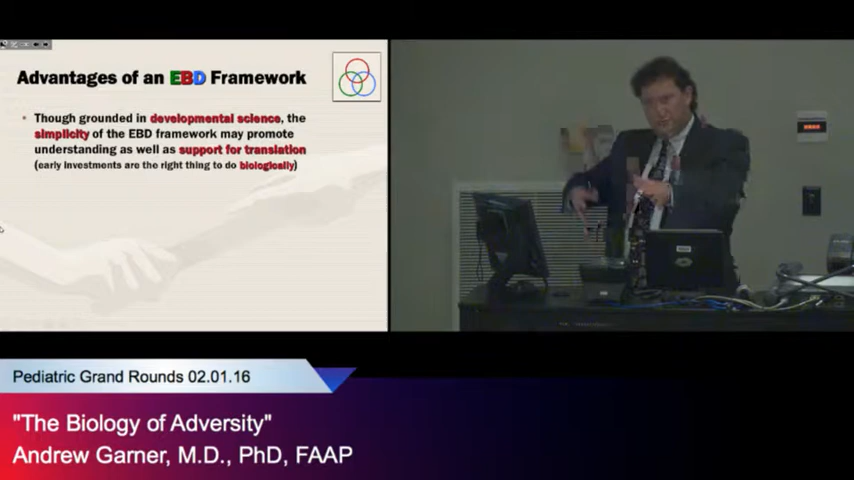 Advantages of an EBD Framework
• Though grounded in developmental science, the
simplicity of the EBD framework may promote
understanding as well as support for translation
(early investments are the right thing to do biologically)
Pediatric Grand Rounds 02.01.16
"The Biology of Adversity"
Andrew Garner, M.D., PhD, FAAP